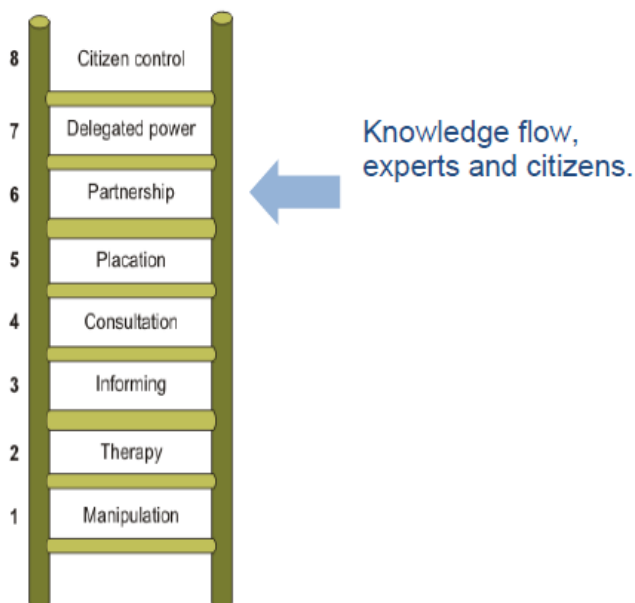 8 Citizen control
7 Delegated power
6 Partnership
5 Placation
4 Consultation
3 Informing
2 Therapy
1 Manipulation
Knowledge flow,
experts and citizens.